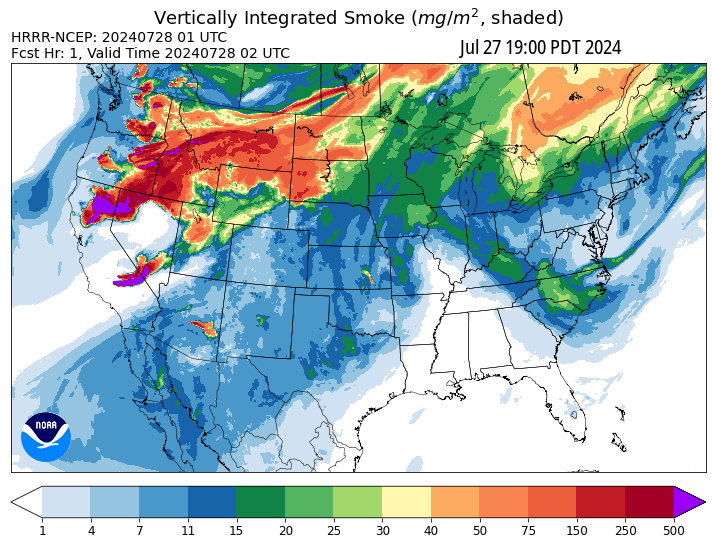 Vertically Integrated Smoke (mg/m², shaded)
HRRR-NCEP: 20240728 01 UTC
Fcst Hr: 1, Valid Time 20240728 02 UTC
Jul 27 19:00 PDT 2024
NOAA
1 4 7 11 15 20 25 30 40 50 75 150 250 500